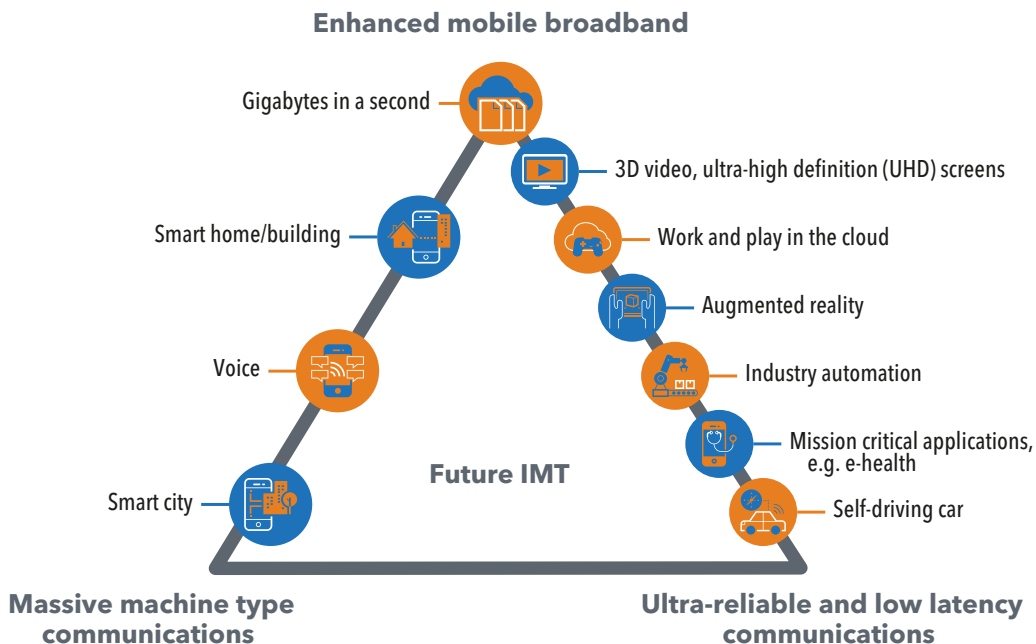 Enhanced mobile broadband
Gigabytes in a second
3D video, ultra-high definition (UHD) screens
Smart home/building
Work and play in the cloud
Augmented reality
Voice
Industry automation
Mission critical applications,
e.g. e-health
Future IMT
Smart city
Self-driving car
Massive machine type
communications
Ultra-reliable and low latency
communications